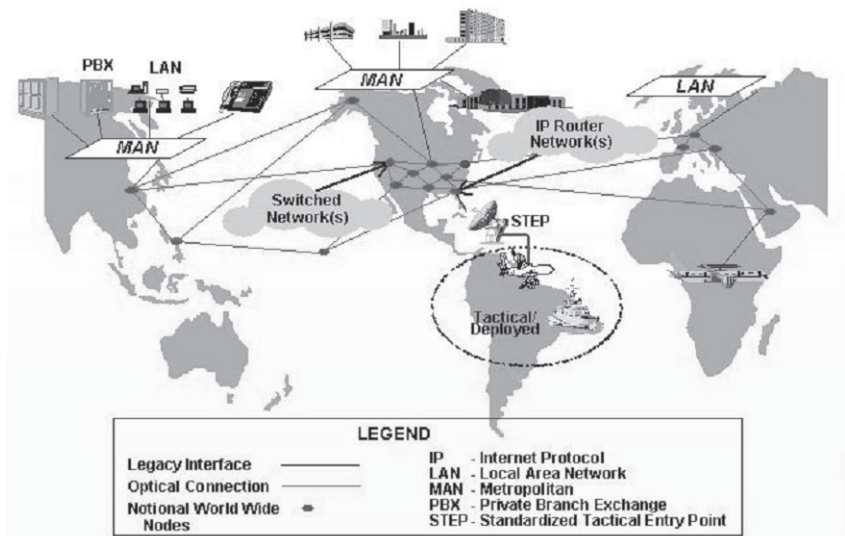 PBX
LAN
MAN
MAN
LAN
IP Router
Network(s)
Switched
Network(s)
STEP
Tactical/
Deployed
LEGEND
Legacy Interface
Optical Connection
Notional World Wide
Nodes
IP - Internet Protocol
LAN - Local Area Network
MAN - Metropolitan
PBX - Private Branch Exchange
STEP - Standardized Tactical Entry Point